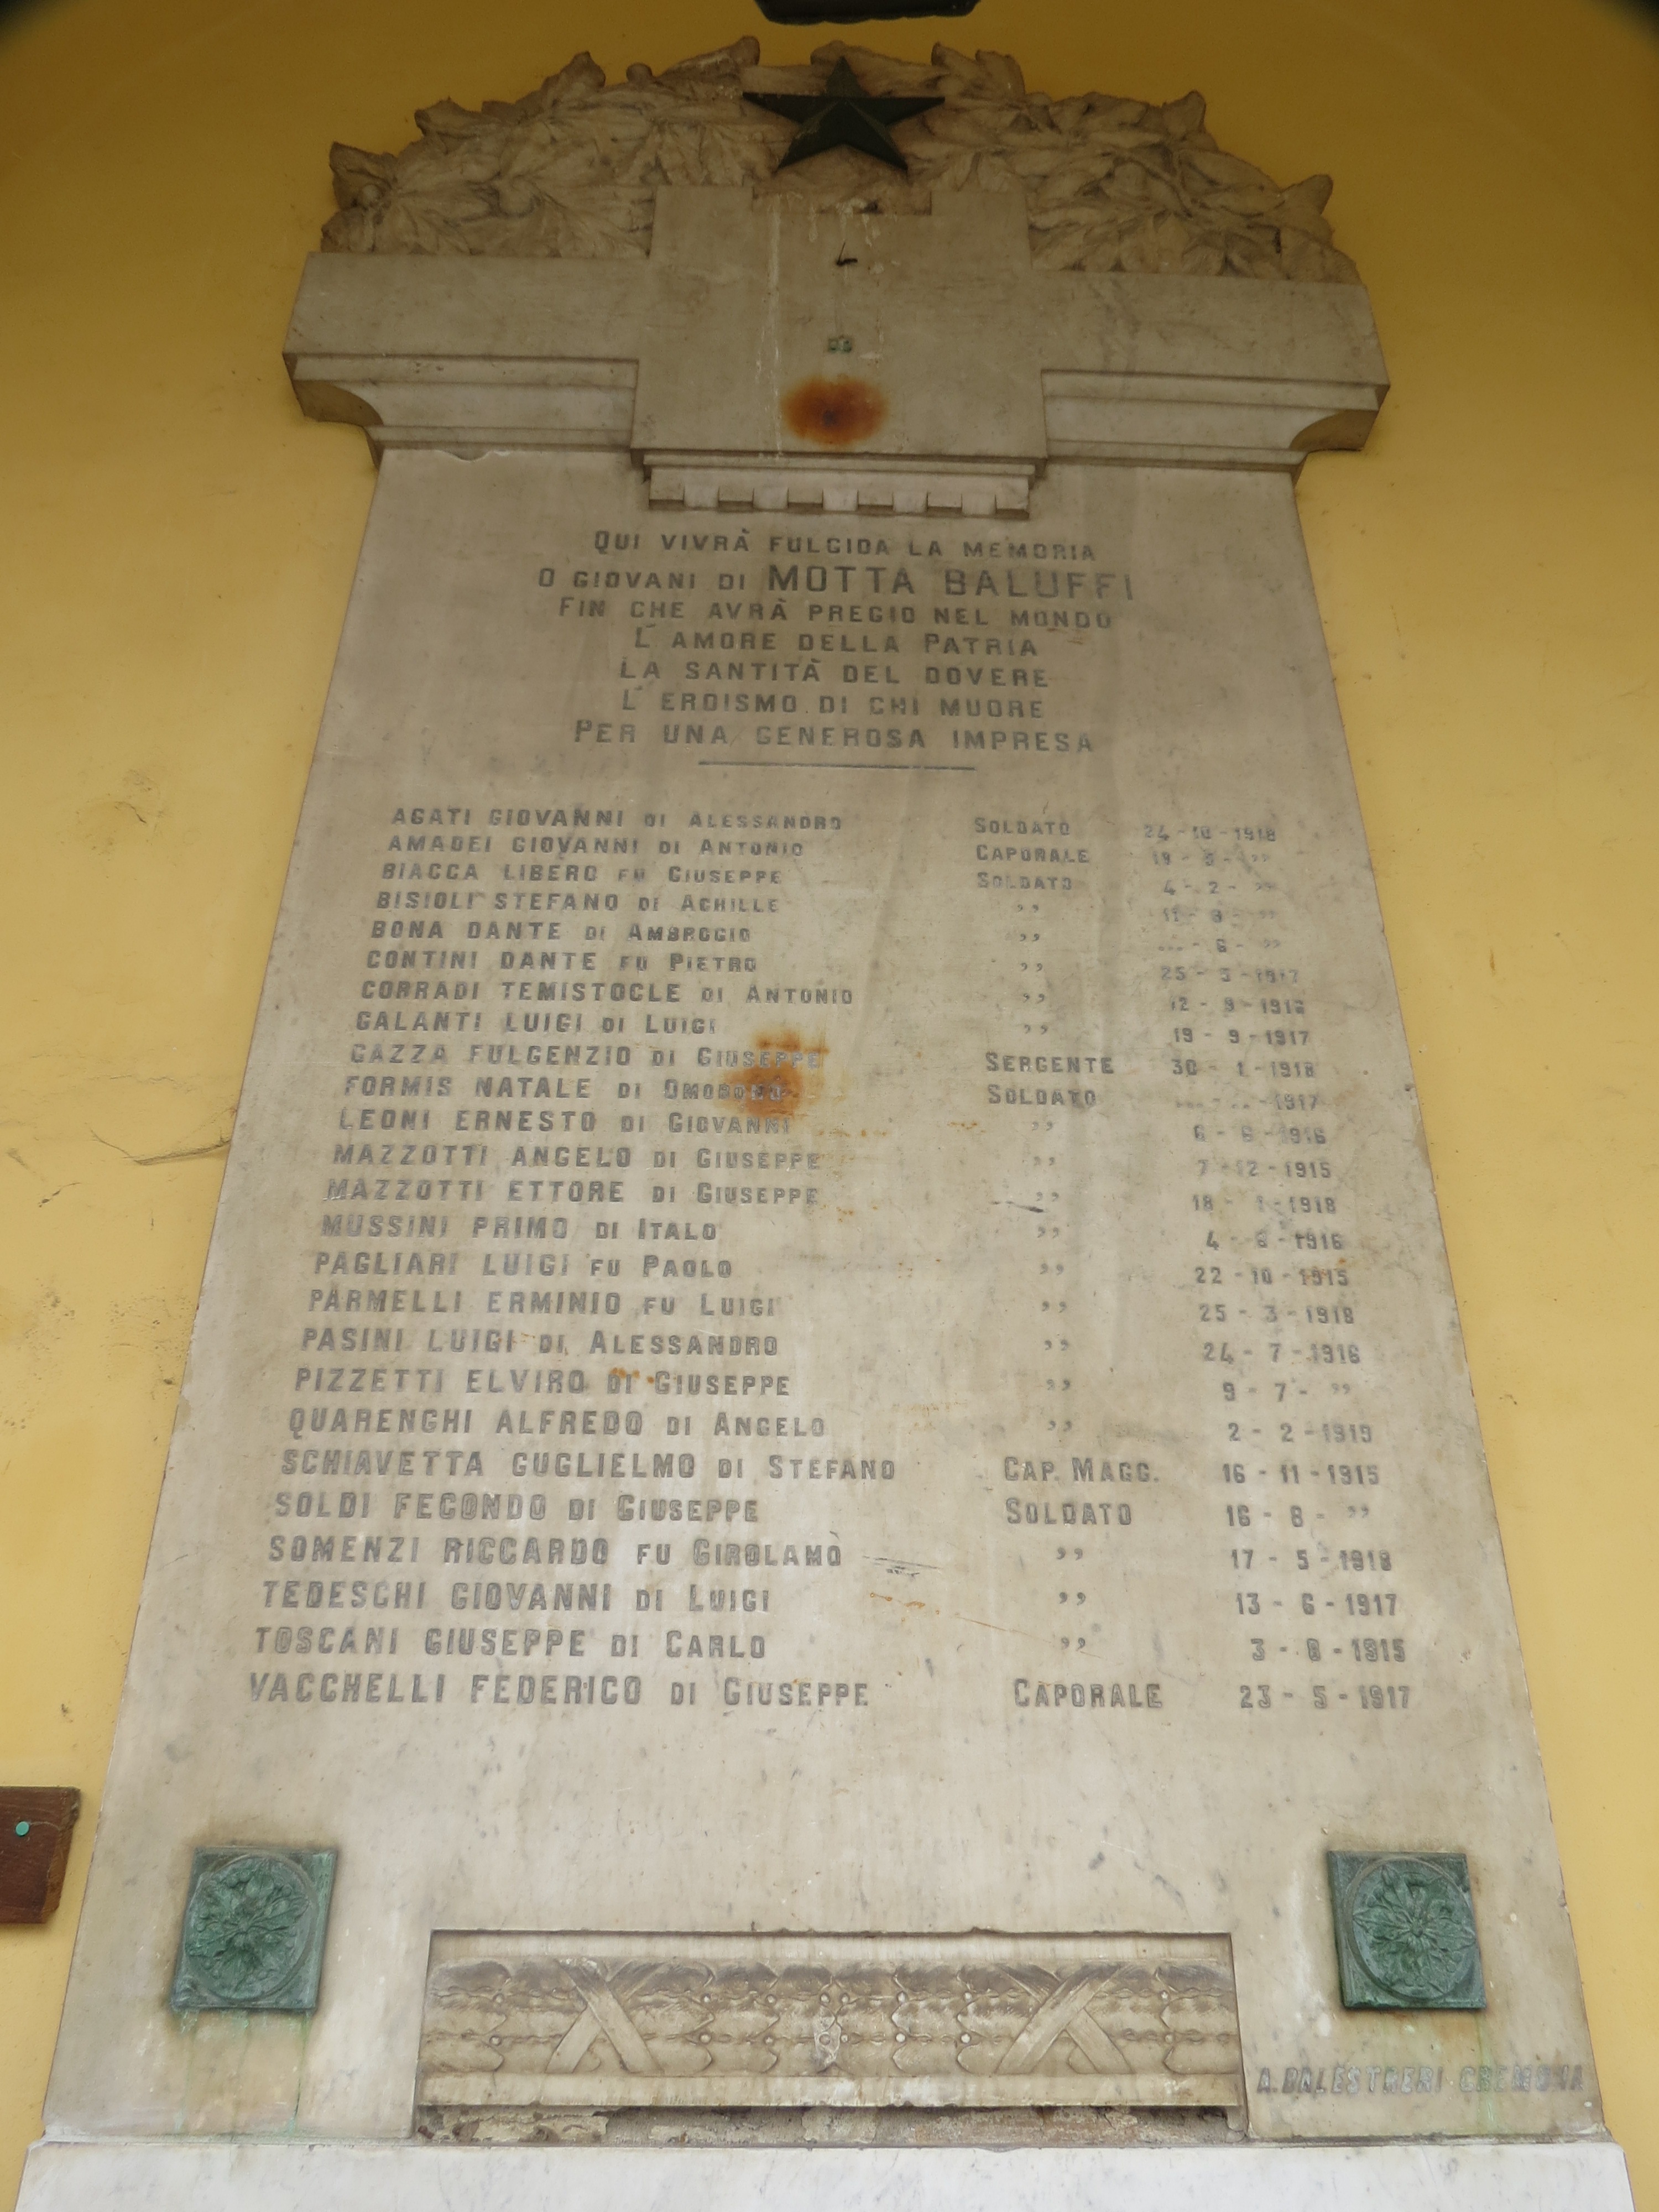 QUI VIVRÀ FULGIDA LA MEMORIA
O GIOVANI DI MOTTA BALUFFI
FIN CHE AVRÀ PREGIO NEL MONDO
L'AMORE DELLA PATRIA
LA SANTITÀ DEL DOVERE
L'EROISMO DI CHI MUORE
PER UNA GENEROSA IMPRESA
AGATI GIOVANNI DI ALESSANDRO SOLDATO 24-10-1918
AMADEI GIOVANNI DI ANTONIO CAPORALE ”
BIACCA LIBERO FU GIUSEPPE SOLDATO 4-2-”
BISIOLI STEFANO DI ACHILLE ” ”
BONA DANTE DI AMBROGIO ” ...-6-”
CONTINI DANTE FU PIETRO ” 1917
CORRADI TEMISTOCLE DI ANTONIO ” 12-9-1916
GALANTI LUIGI DI LUIGI ” 19-9-1917
GAZZA FULGENZIO DI GIUSEPPE SERGENTE 30-1-1918
FORMIS NATALE DI OMOBONO SOLDATO ...-...-1917
LEONI ERNESTO DI GIOVANNI ” 1916
MAZZOTTI ANGELO DI GIUSEPPE ” 7-12-1915
MAZZOTTI ETTORE DI GIUSEPPE ” 18-1-1918
MUSSINI PRIMO DI ITALO ” 1916
PAGLIARI LUIGI FU PAOLO ” 22-10-1915
PARMELLI ERMINIO FU LUIGI ” 25-3-1918
PASINI LUIGI DI ALESSANDRO ” 24-7-1916
PIZZETTI ELVIRO DI GIUSEPPE ” 9-7-”
QUARENGHI ALFREDO DI ANGELO ” 2-2-1919
SCHIAVETTA GUGLIELMO DI STEFANO CAP. MAGG. 16-11-1915
SOLDI FECONDO DI GIUSEPPE SOLDATO 16-8-”
SOMENZI RICCARDO FU GIROLAMO ” 17-5-1918
TEDESCHI GIOVANNI DI LUIGI ” 13-6-1917
TOSCANI GIUSEPPE DI CARLO ” 3-8-1915
VACCHELLI FEDERICO DI GIUSEPPE CAPORALE 23-5-1917
A. BALESTRERI CREMONA